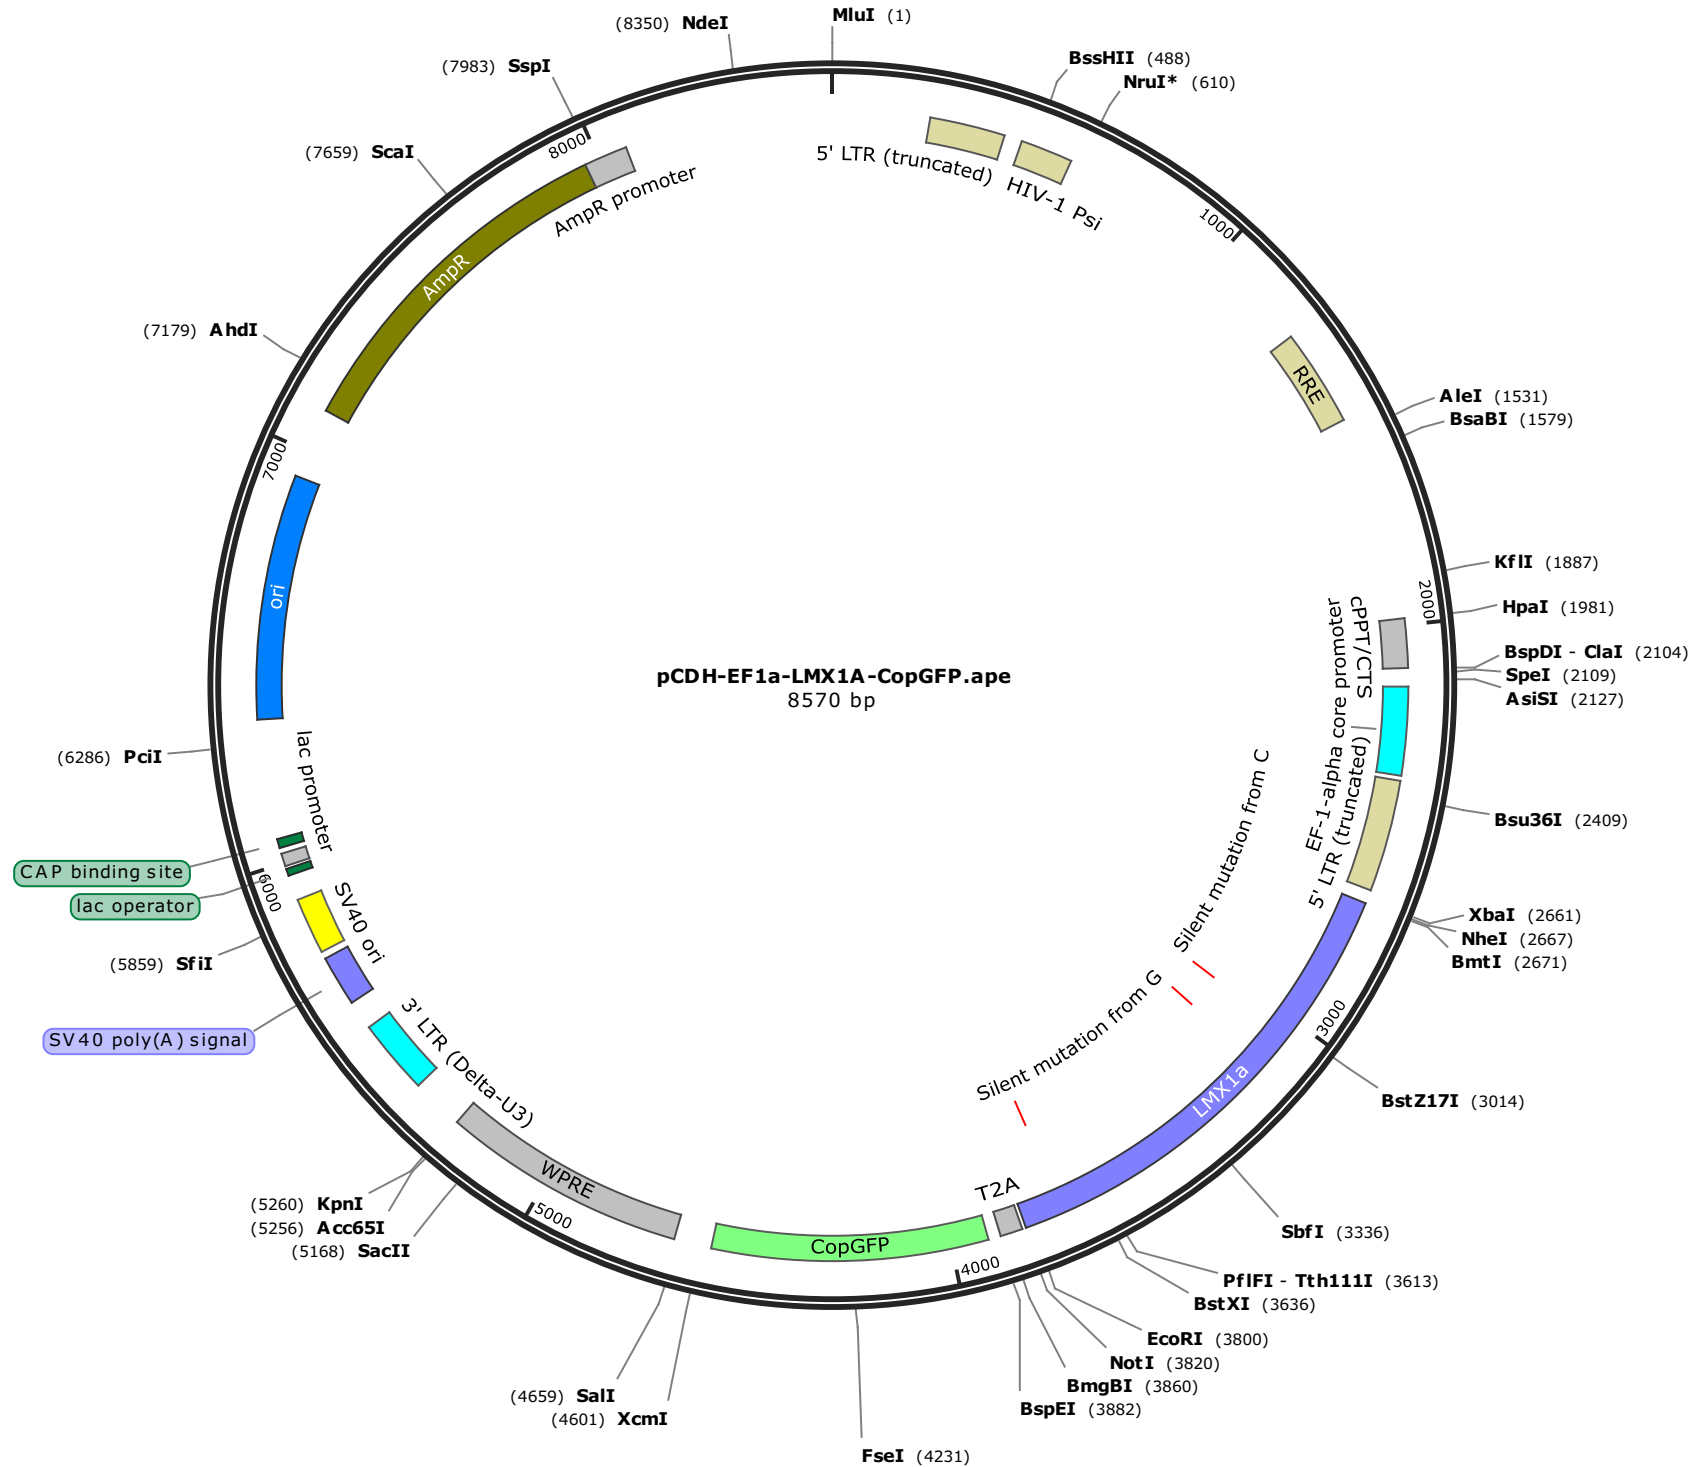 MluI (1)
BssHII (488)
NruI* (610)
AleI (1531)
BsaBI (1579)
KflI (1887)
HpaI (1981)
BspDI - ClaI (2104)
SpeI (2109)
AsiSI (2127)
Bsu36I (2409)
XbaI (2661)
NheI (2667)
BmtI (2671)
BstZ17I (3014)
SbfI (3336)
PflFI - Tth111I (3613)
BstXI (3636)
EcoRI (3800)
NotI (3820)
BmgBI (3860)
BspEI (3882)
FseI (4231)
(4601) XcmI
(4659) SalI
(5168) SacII
(5256) Acc65I
(5260) KpnI
(5859) SfiI
(6286) PciI
(7179) AhdI
(7659) ScaI
(7983) SspI
(8350) NdeI
1000
2000
3000
4000
5000
6000
7000
8000
5' LTR (truncated)
HIV-1 Psi
RRE
cPPT/CTS
EF-1-alpha core promoter
5' LTR (truncated)
LMX1a
Silent mutation from C
Silent mutation from G
T2A
CopGFP
WPRE
3' LTR (Delta-U3)
SV40 poly(A) signal
SV40 ori
lac operator
lac promoter
CAP binding site
ori
AmpR
AmpR promoter
pCDH-EF1a-LMX1A-CopGFP.ape
8570 bp